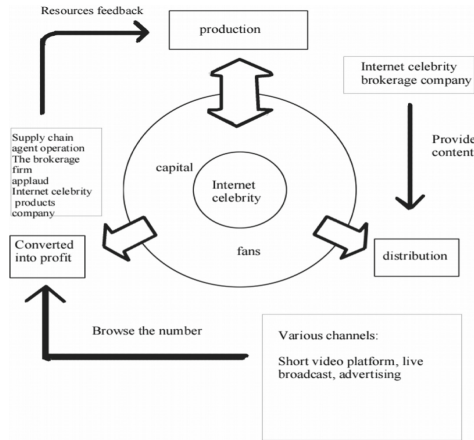 Resources feedback
production
Internet celebrity
brokerage company
Provide
content
Supply chain
agent operation
The brokerage
firm
applaud
Internet celebrity
products
company
capital
Internet
celebrity
fans
Converted
into profit
distribution
Browse the number
Various channels:
Short video platform, live
broadcast, advertising